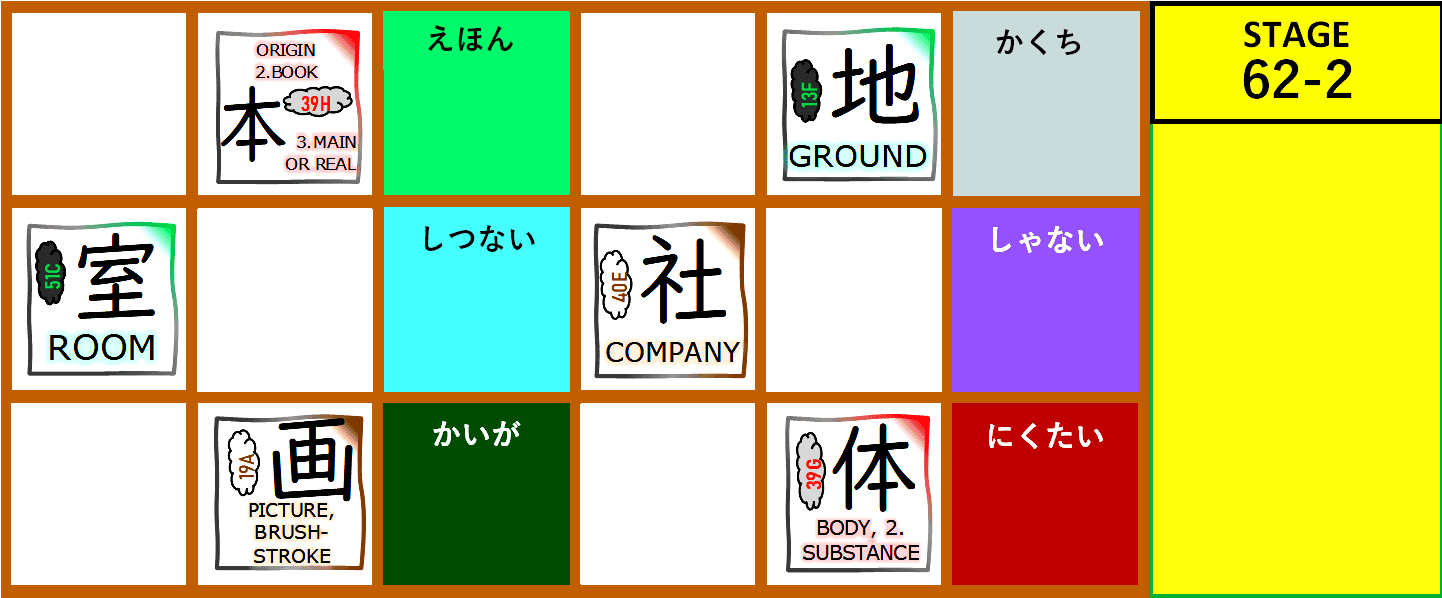 ORIGIN
2.BOOK
本
39H
3.MAIN
OR REAL
えほん
13F
地
GROUND
かくち
STAGE
62-2
51C
室
ROOM
しつない
40E
社
COMPANY
しゃない
19A
画
PICTURE,
BRUSH-
STROKE
かいが
39G
体
BODY, 2.
SUBSTANCE
にくたい